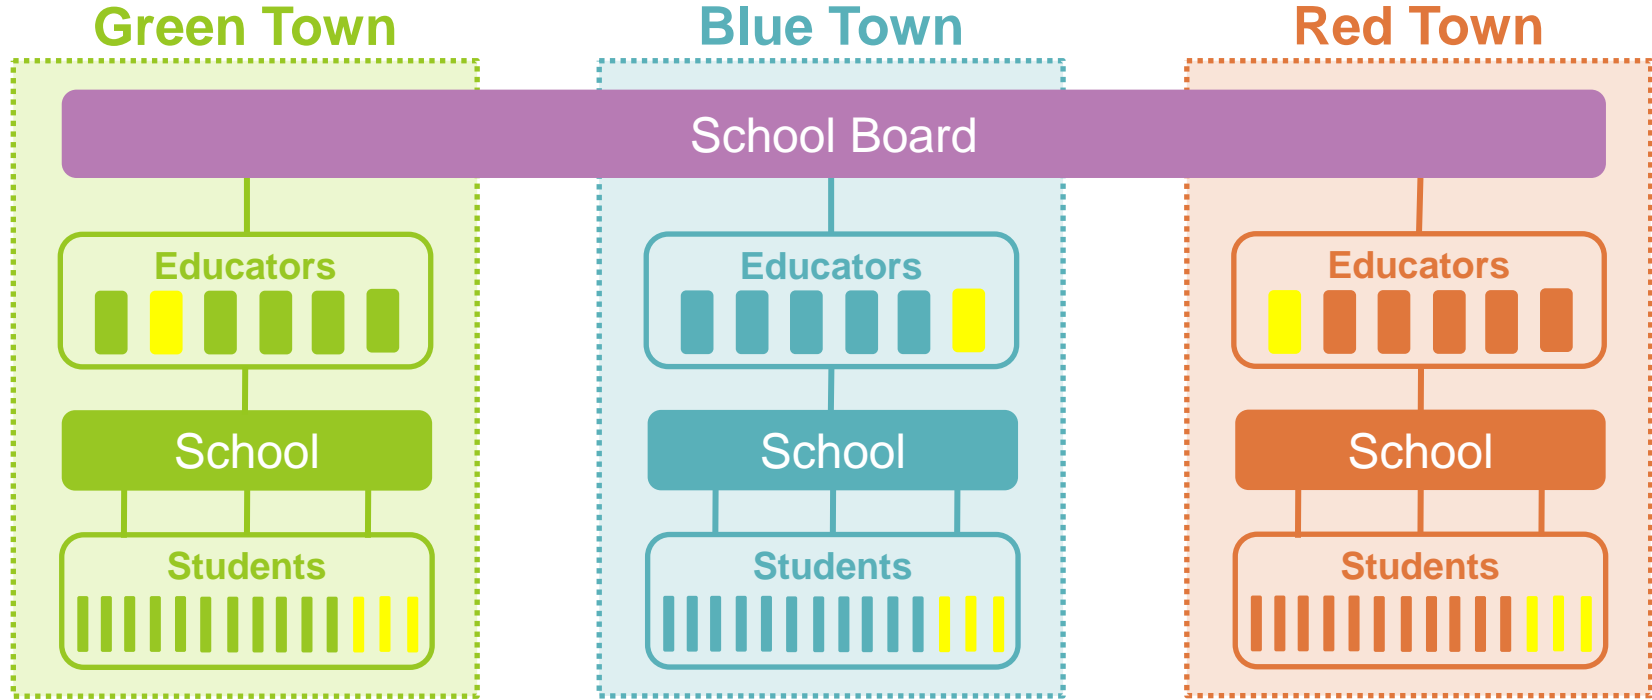 Green Town
Blue Town
Red Town
School Board
Educators
Educators
Educators
School
School
School
Students
Students
Students